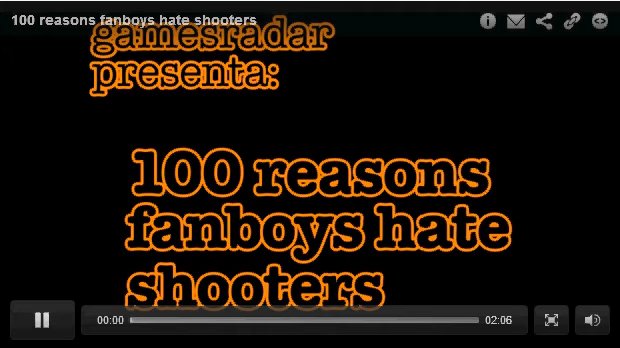 100 reasons fanboys hate shooters
gamesradar
presenta:
100 reasons
fanboys hate
shooters
00:00
02:06